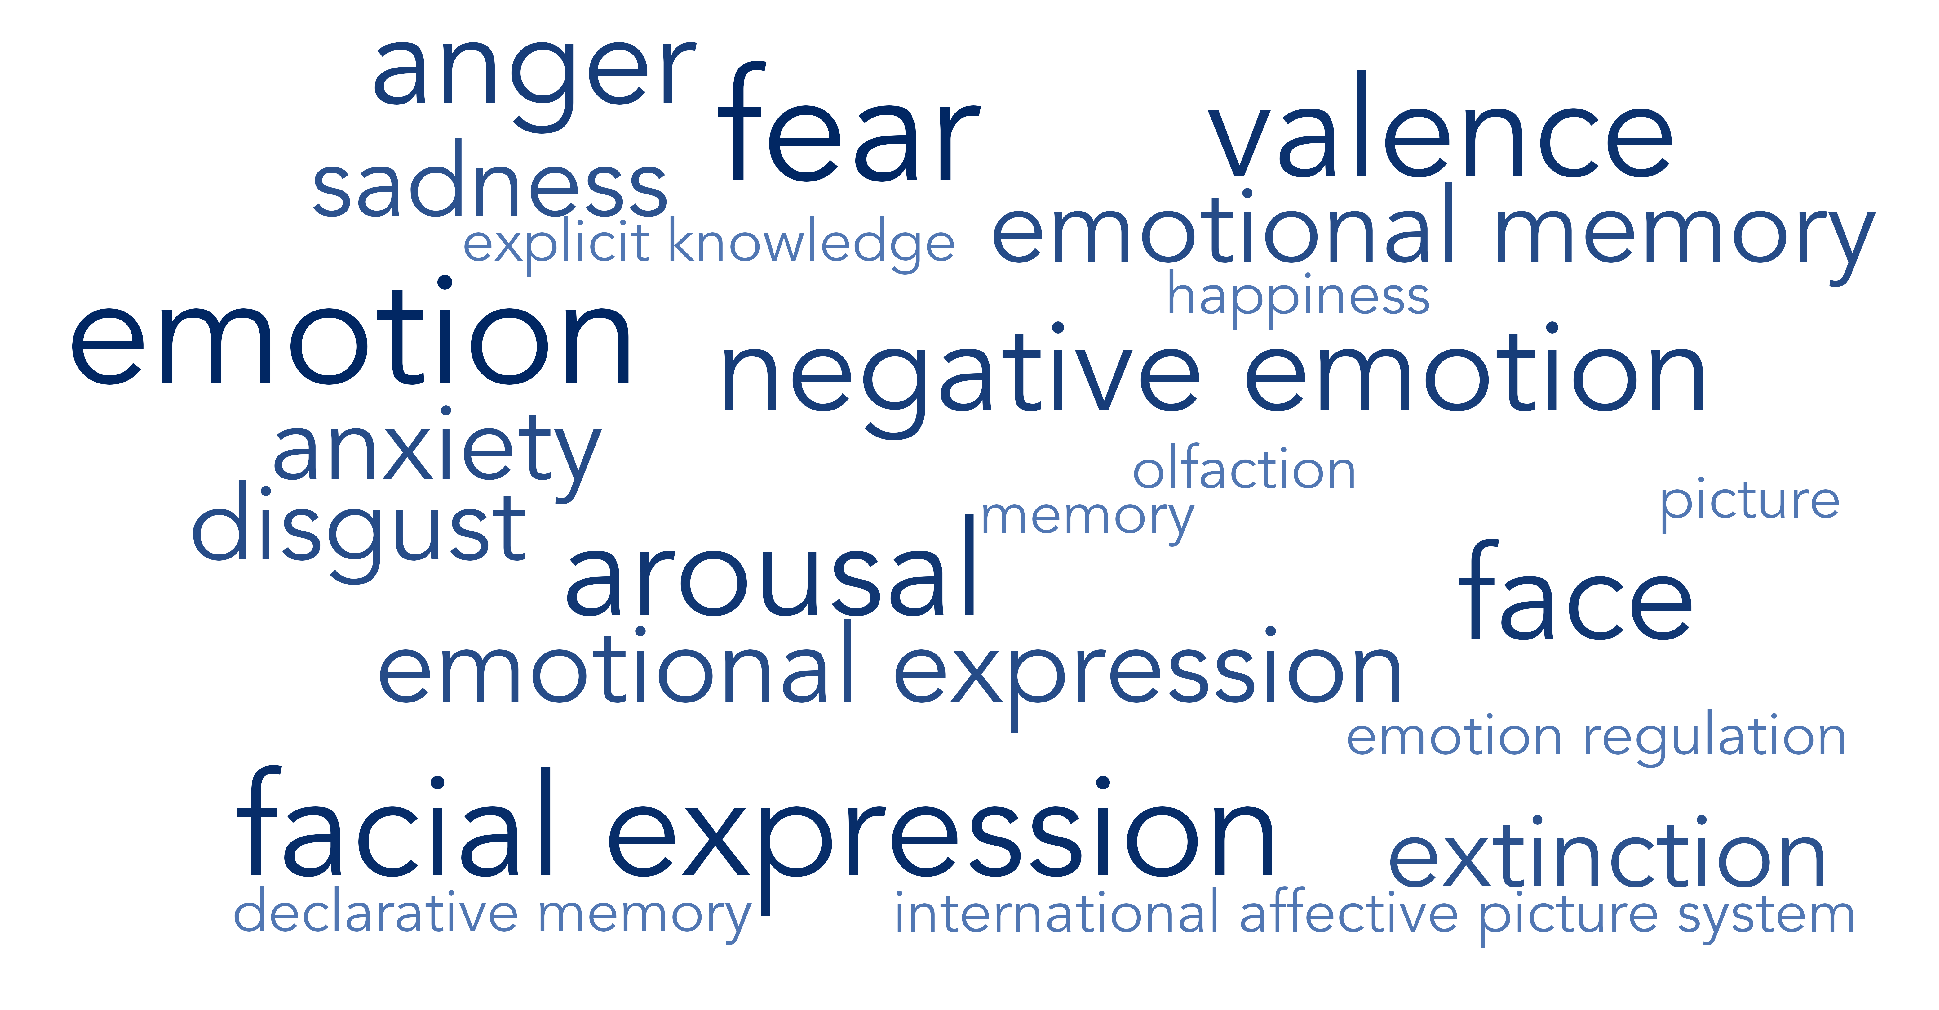 anger
fear
valence
sadness
emotional memory
explicit knowledge
happiness
emotion
negative emotion
anxiety
olfaction
picture
memory
disgust
arousal
face
emotional expression
emotion regulation
facial expression
extinction
declarative memory
international affective picture system